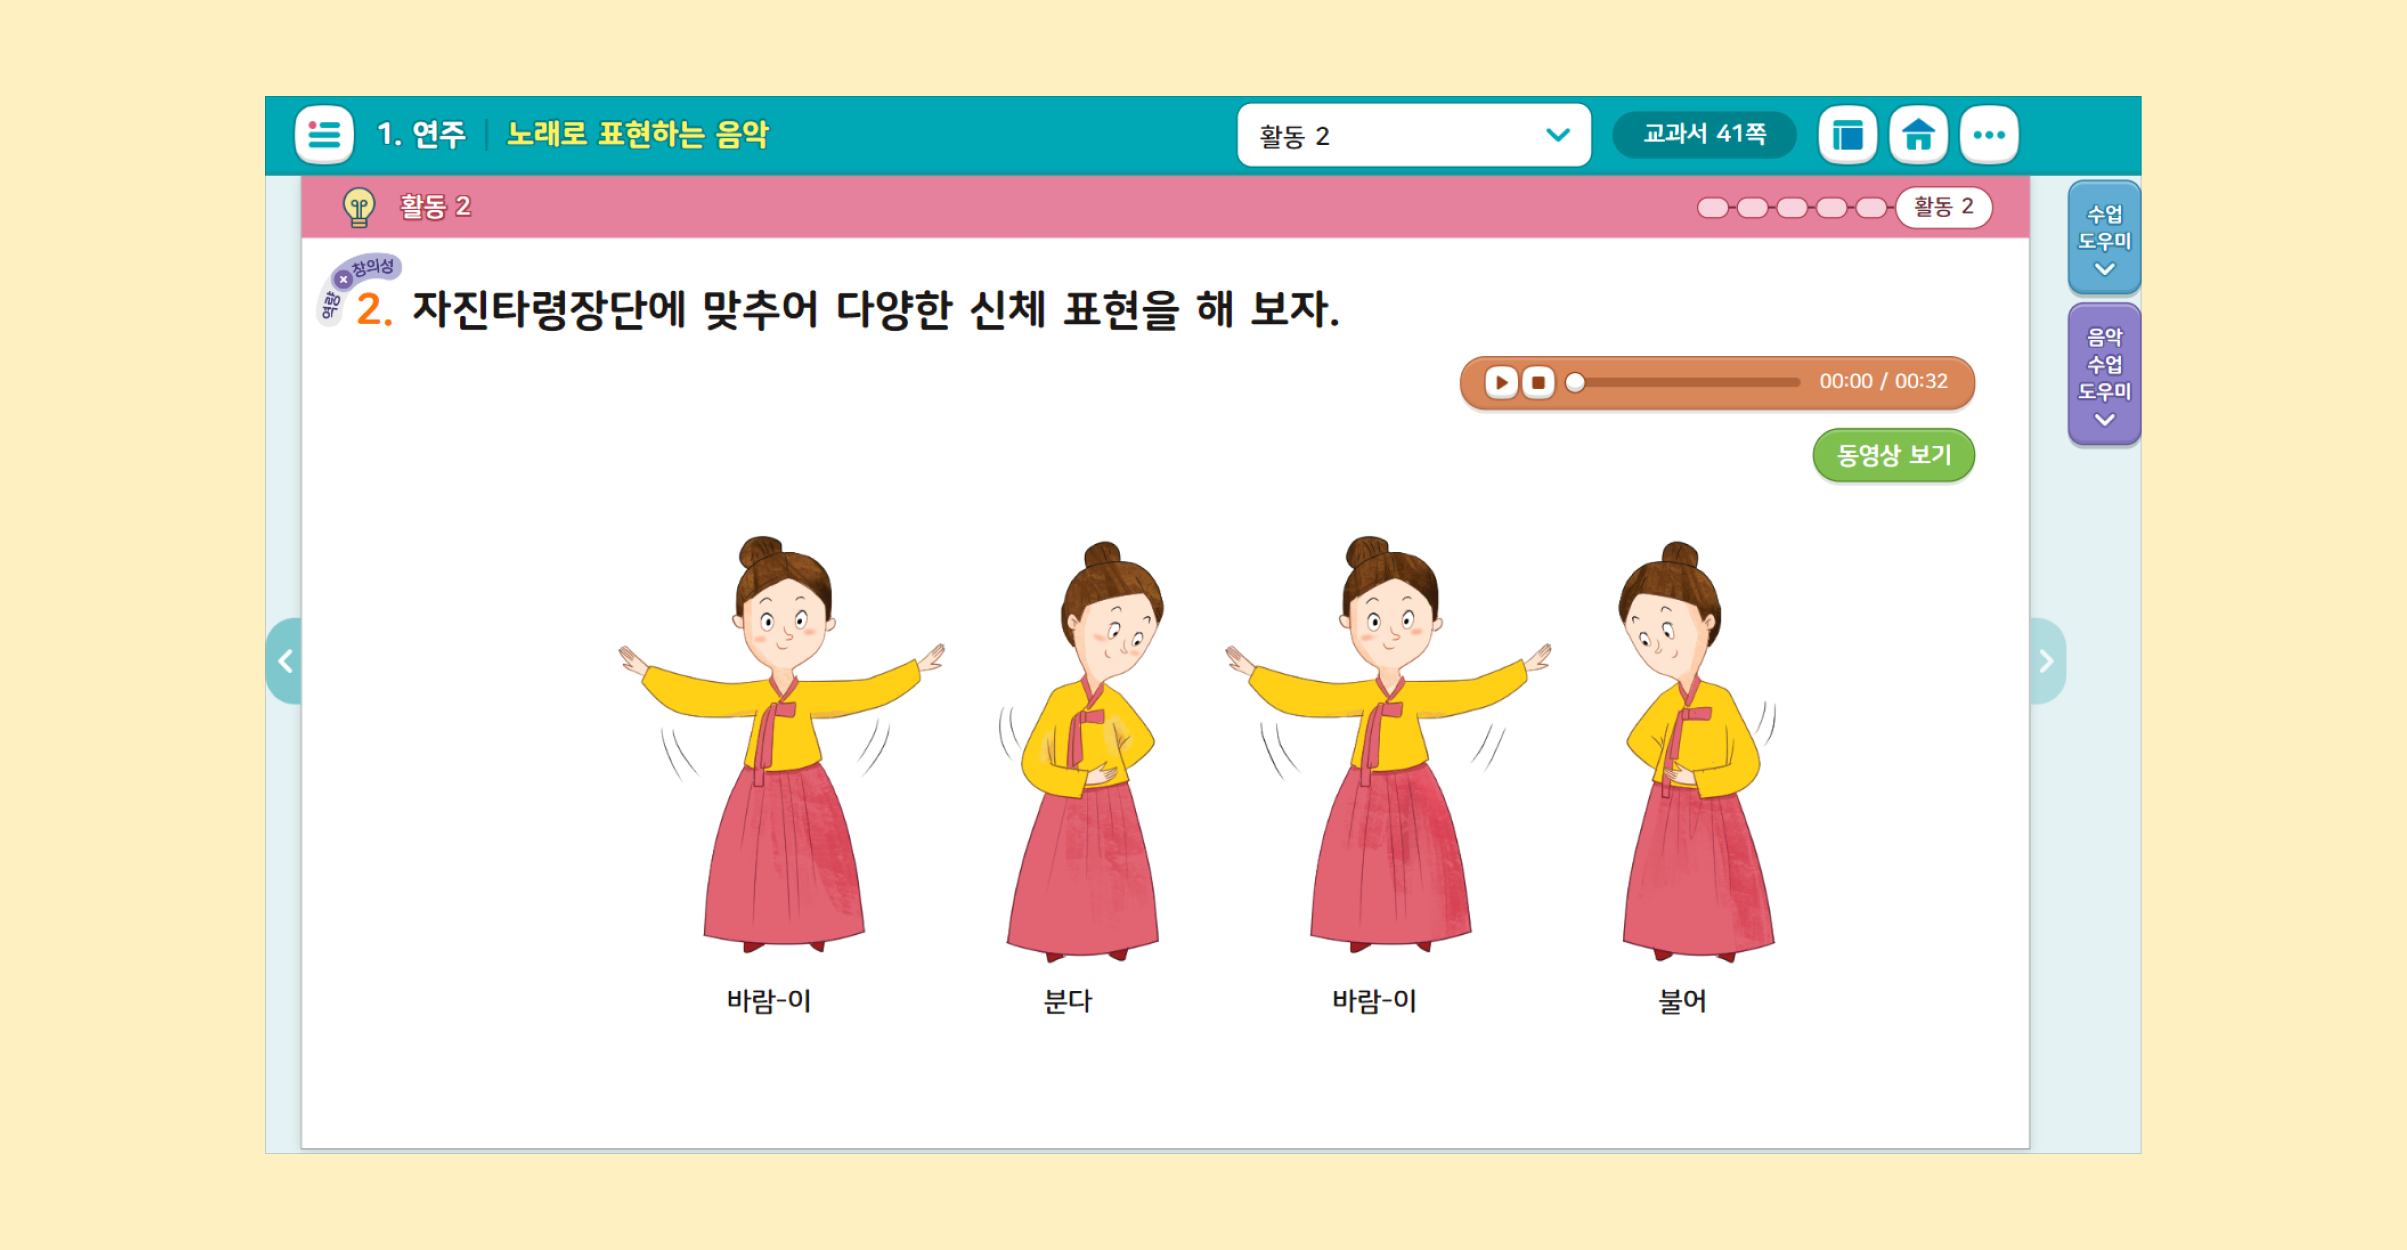 1. 연주
노래로 표현하는 음악
활동 2
교과서 41쪽
활동 2
활동 2
수업
도우미
음악
수업
도우미
역량
창의성
2. 자진타령장단에 맞추어 다양한 신체 표현을 해 보자.
00:00 / 00:32
동영상 보기
바람-이
분다
바람-이
불어